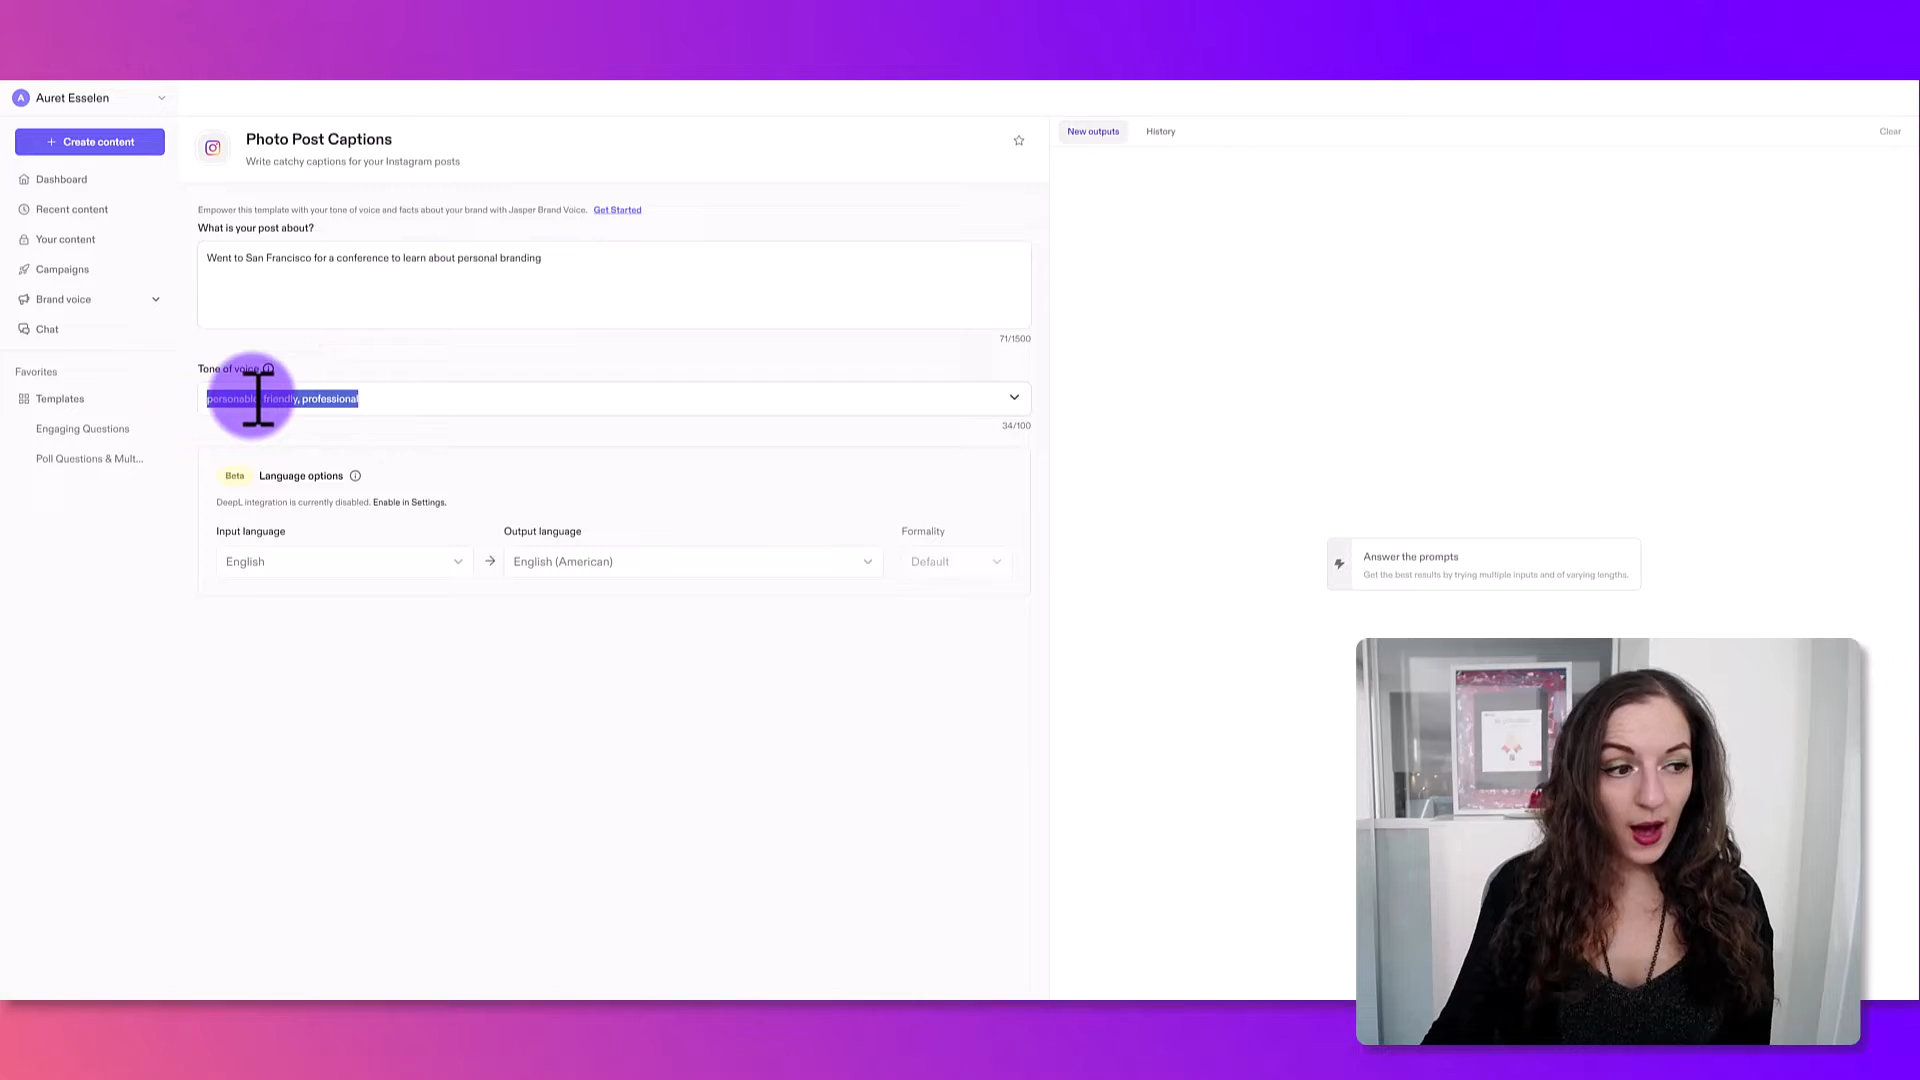 A Auret Esselen
+ Create content
Dashboard
Recent content
Your content
Campaigns
Brand voice
Chat
Favorites
Templates
Engaging Questions
Poll Questions & Mult...
Photo Post Captions
Write catchy captions for your Instagram posts
Empower this template with your tone of voice and facts about your brand with Jasper Brand Voice. Get Started
What is your post about?
Went to San Francisco for a conference to learn about personal branding
71/1500
Tone of voice
personable, friendly, professional
34/100
Beta Language options
DeepL integration is currently disabled. Enable in Settings.
Input language Output language Formality
English → English (American) Default
New outputs History Clear
Answer the prompts
Get the best results by trying multiple inputs and of varying lengths.